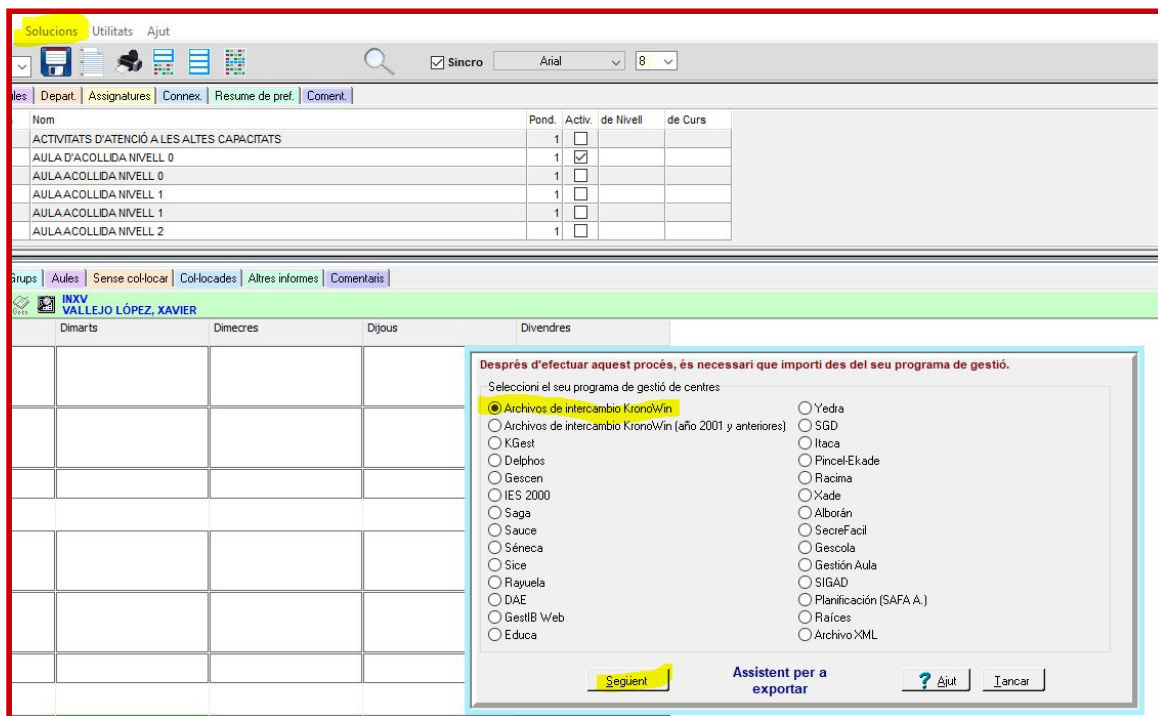 Solucions Utilitats Ajut
Sincro Arial 8
Depart. Assignatures Connex. Resume de pref. Coment.
Nom Pond. Activ. de Nivell de Curs
ACTIVITATS D'ATENCIÓ A LES ALTES CAPACITATS 1
AULA D'ACOLLIDA NIVELL 0 1
AULA ACOLLIDA NIVELL 0 1
AULA ACOLLIDA NIVELL 1 1
AULA ACOLLIDA NIVELL 1 1
AULA ACOLLIDA NIVELL 2 1
Grups Aules Sense col·locar Col·locades Altres informes Comentaris
INXV
VALLEJO LÓPEZ, XAVIER
Dimarts Dimecres Dijous Divendres
Després d'efectuar aquest procés, és necessari que importi des del seu programa de gestió.
Seleccioni el seu programa de gestió de centres
Archivos de intercambio KronoWin
Archivos de intercambio KronoWin (año 2001 y anteriores)
KGest
Delphos
Gescen
IES 2000
Saga
Sauce
Séneca
Sice
Rayuela
DAE
GestIB Web
Educa
Yedra
SGD
Itaca
Pincel-Ekade
Racima
Xade
Alborán
SecreFacil
Gescola
Gestión Aula
SIGAD
Planificación (SAFA A.)
Raíces
Archivo XML
Següent
Assistent per a
exportar
? Ajut
Tancar